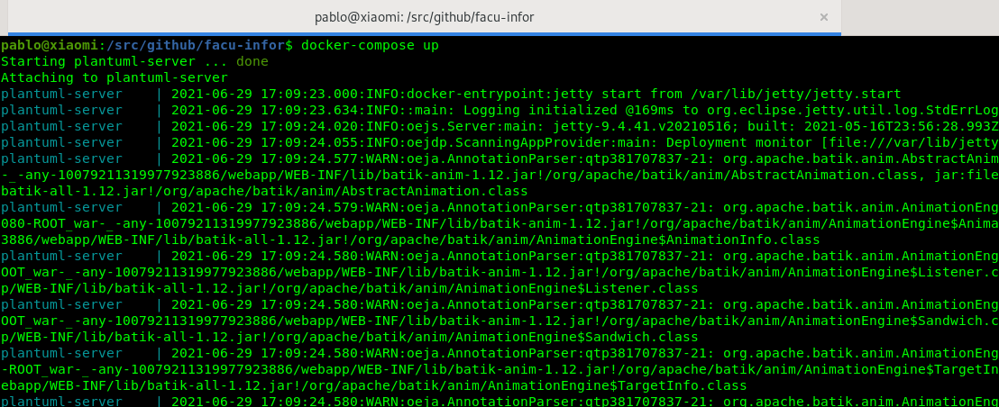 pablo@xiaomi: /src/github/facu-infor ×
pablo@xiaomi:/src/github/facu-infor$ docker-compose up
Starting plantuml-server ... done
Attaching to plantuml-server
plantuml-server    | 2021-06-29 17:09:23.000:INFO:docker-entrypoint:jetty start from /var/lib/jetty/jetty.start
plantuml-server    | 2021-06-29 17:09:23.634:INFO::main: Logging initialized @169ms to org.eclipse.jetty.util.log.StdErrLog
plantuml-server    | 2021-06-29 17:09:24.020:INFO:oejs.Server:main: jetty-9.4.41.v20210516; built: 2021-05-16T23:56:28.993Z
plantuml-server    | 2021-06-29 17:09:24.055:INFO:oejdp.ScanningAppProvider:main: Deployment monitor [file:///var/lib/jetty
plantuml-server    | 2021-06-29 17:09:24.577:WARN:oeja.AnnotationParser:qtp381707837-21: org.apache.batik.anim.AbstractAnim
-_-any-10079211319977923886/webapp/WEB-INF/lib/batik-anim-1.12.jar!/org/apache/batik/anim/AbstractAnimation.class, jar:file
batik-all-1.12.jar!/org/apache/batik/anim/AbstractAnimation.class
plantuml-server    | 2021-06-29 17:09:24.579:WARN:oeja.AnnotationParser:qtp381707837-21: org.apache.batik.anim.AnimationEng
080-ROOT_war-_-any-10079211319977923886/webapp/WEB-INF/lib/batik-anim-1.12.jar!/org/apache/batik/anim/AnimationEngine$Anima
3886/webapp/WEB-INF/lib/batik-all-1.12.jar!/org/apache/batik/anim/AnimationEngine$AnimationInfo.class
plantuml-server    | 2021-06-29 17:09:24.580:WARN:oeja.AnnotationParser:qtp381707837-21: org.apache.batik.anim.AnimationEng
OOT_war-_-any-10079211319977923886/webapp/WEB-INF/lib/batik-anim-1.12.jar!/org/apache/batik/anim/AnimationEngine$Listener.c
p/WEB-INF/lib/batik-all-1.12.jar!/org/apache/batik/anim/AnimationEngine$Listener.class
plantuml-server    | 2021-06-29 17:09:24.580:WARN:oeja.AnnotationParser:qtp381707837-21: org.apache.batik.anim.AnimationEng
OOT_war-_-any-10079211319977923886/webapp/WEB-INF/lib/batik-anim-1.12.jar!/org/apache/batik/anim/AnimationEngine$Sandwich.c
p/WEB-INF/lib/batik-all-1.12.jar!/org/apache/batik/anim/AnimationEngine$Sandwich.class
plantuml-server    | 2021-06-29 17:09:24.580:WARN:oeja.AnnotationParser:qtp381707837-21: org.apache.batik.anim.AnimationEng
-ROOT_war-_-any-10079211319977923886/webapp/WEB-INF/lib/batik-anim-1.12.jar!/org/apache/batik/anim/AnimationEngine$TargetIn
ebapp/WEB-INF/lib/batik-all-1.12.jar!/org/apache/batik/anim/AnimationEngine$TargetInfo.class
plantuml-server    | 2021-06-29 17:09:24.580:WARN:oeja.AnnotationParser:qtp381707837-21: org.apache.batik.anim.AnimationEng